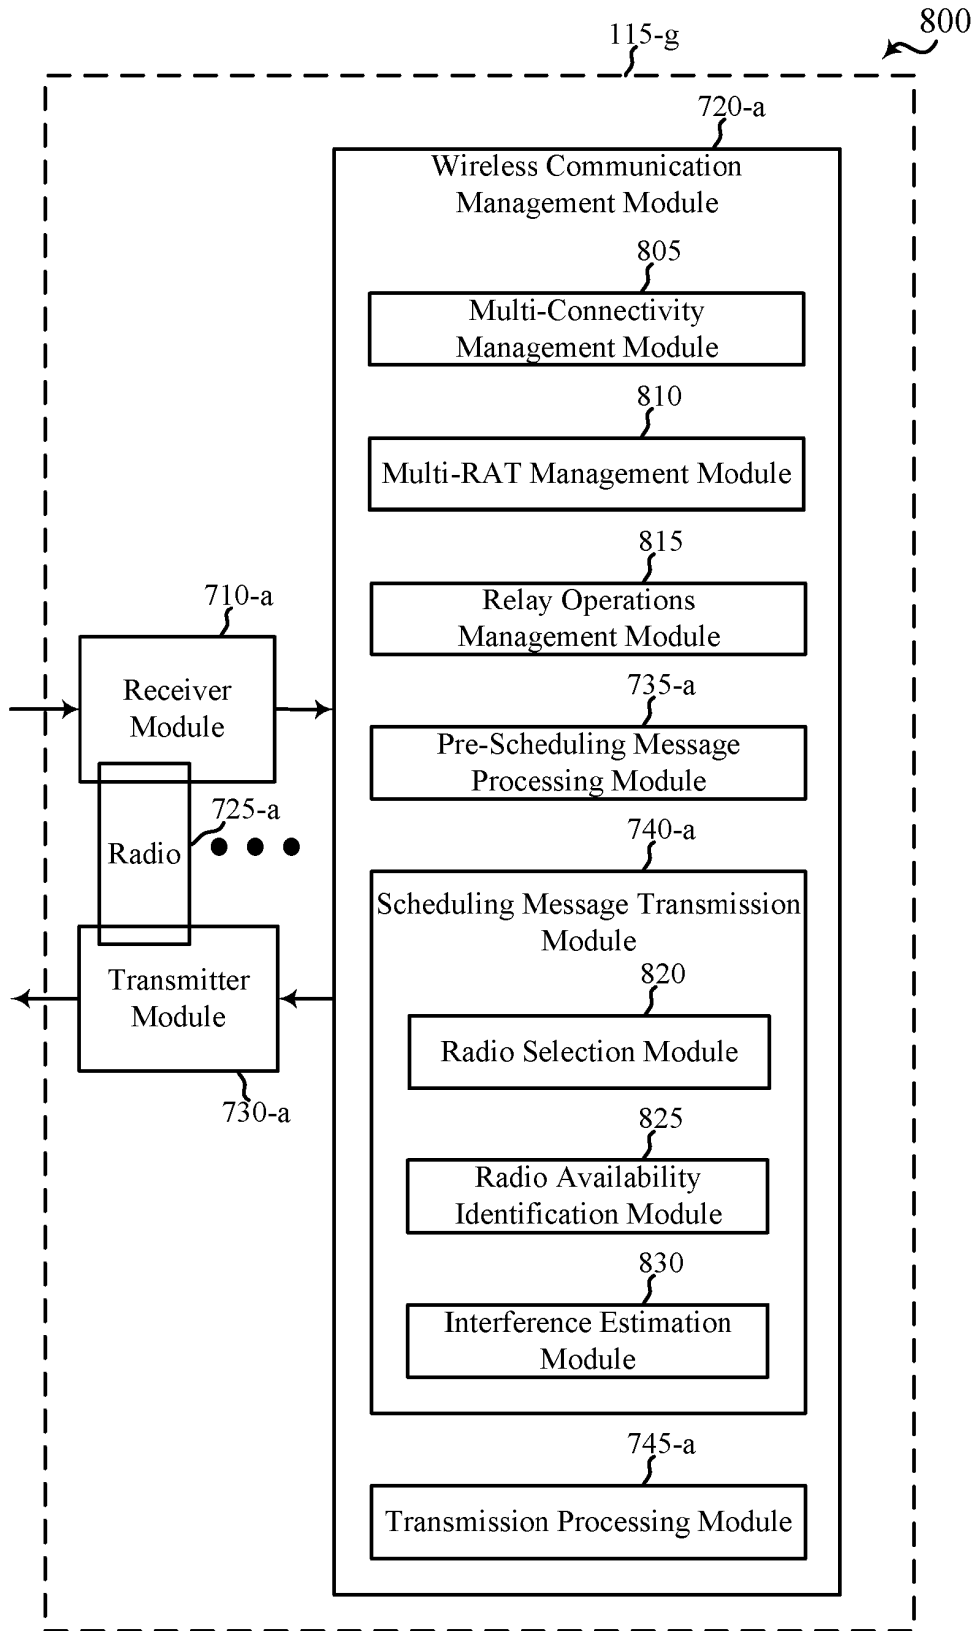 800
115-g
720-a
Wireless Communication
Management Module
805
Multi-Connectivity
Management Module
810
Multi-RAT Management Module
815
Relay Operations
Management Module
710-a
Receiver
Module
735-a
Pre-Scheduling Message
Processing Module
725-a
Radio
740-a
Scheduling Message Transmission
Module
Transmitter
Module
730-a
820
Radio Selection Module
825
Radio Availability
Identification Module
830
Interference Estimation
Module
745-a
Transmission Processing Module